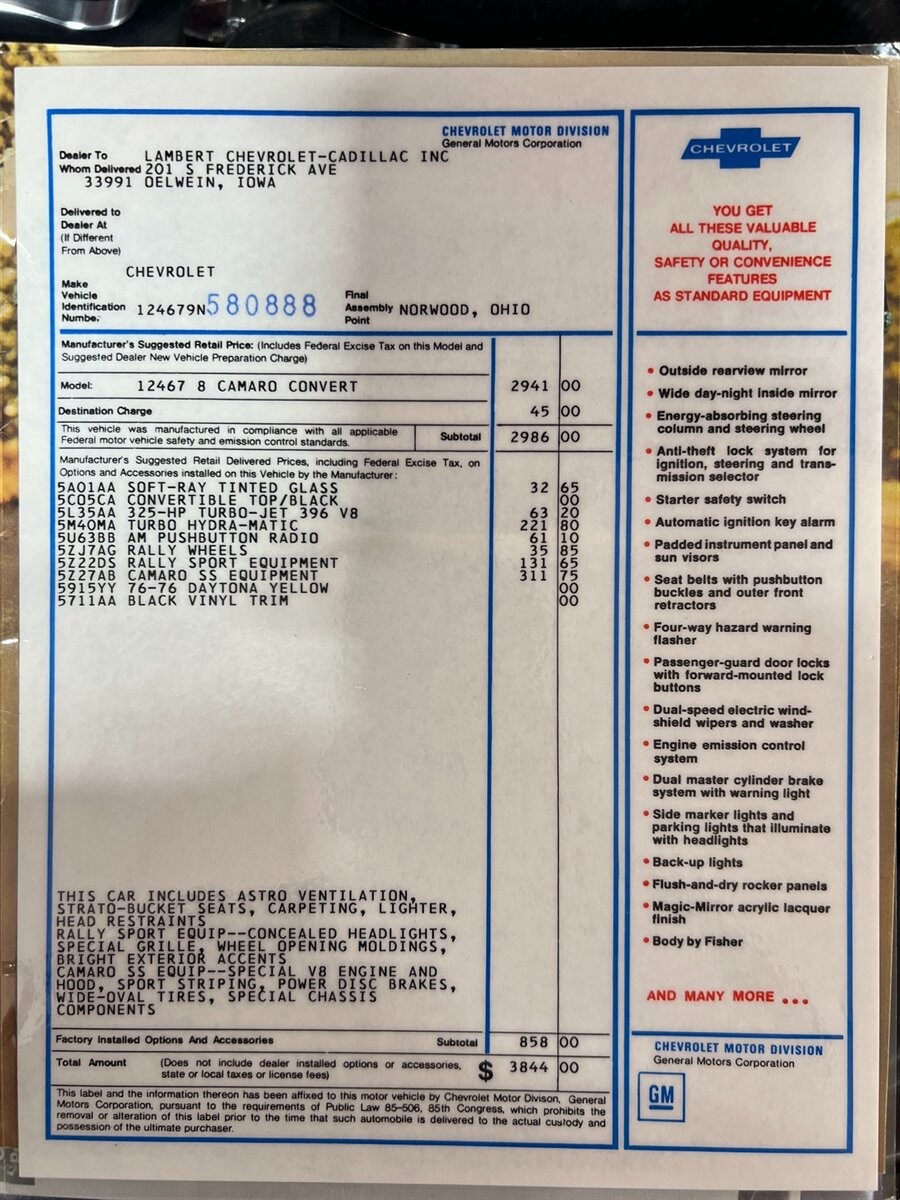 CHEVROLET MOTOR DIVISION
General Motors Corporation
Dealer To LAMBERT CHEVROLET-CADILLAC INC
Whom Delivered 201 S FREDERICK AVE
33991 OELWEIN, IOWA
Delivered to
Dealer At
(If Different
From Above)
CHEVROLET
Make
Vehicle
Identification
Number 124679N580888
Final
Assembly NORWOOD, OHIO
Point
Manufacturer's Suggested Retail Price: (Includes Federal Excise Tax on this Model and
Suggested Dealer New Vehicle Preparation Charge)
Model: 12467 8 CAMARO CONVERT 2941 00
Destination Charge 45 00
This vehicle was manufactured in compliance with all applicable
Federal motor vehicle safety and emission control standards. Subtotal 2986 00
Manufacturer's Suggested Retail Delivered Prices, including Federal Excise Tax, on
Options and Accessories installed on this Vehicle by the Manufacturer:
5A01AA SOFT-RAY TINTED GLASS 32 65
5C05CA CONVERTIBLE TOP/BLACK 00
5L35AA 325-HP TURBO-JET 396 V8 63 20
5M40MA TURBO HYDRA-MATIC 221 80
5U63BB AM PUSHBUTTON RADIO 61 10
5ZJ7AG RALLY WHEELS 35 85
5Z22DS RALLY SPORT EQUIPMENT 131 65
5Z27AB CAMARO SS EQUIPMENT 311 75
5915YY 76-76 DAYTONA YELLOW 00
5711AA BLACK VINYL TRIM 00
THIS CAR INCLUDES ASTRO VENTILATION,
STRATO-BUCKET SEATS, CARPETING, LIGHTER,
HEAD RESTRAINTS
RALLY SPORT EQUIP--CONCEALED HEADLIGHTS,
SPECIAL GRILLE, WHEEL OPENING MOLDINGS,
BRIGHT EXTERIOR ACCENTS
CAMARO SS EQUIP--SPECIAL V8 ENGINE AND
HOOD, SPORT STRIPING, POWER DISC BRAKES,
WIDE-OVAL TIRES, SPECIAL CHASSIS
COMPONENTS
Factory Installed Options And Accessories Subtotal 858 00
Total Amount (Does not include dealer installed options or accessories,
state or local taxes or license fees) $ 3844 00
This label and the information thereon has been affixed to this motor vehicle by Chevrolet Motor Divison, General
Motors Corporation, pursuant to the requirements of Public Law 85-506, 85th Congress, which prohibits the
removal or alteration of this label prior to the time that such automobile is delivered to the actual custody and
possession of the ultimate purchaser.
CHEVROLET
YOU GET
ALL THESE VALUABLE
QUALITY,
SAFETY OR CONVENIENCE
FEATURES
AS STANDARD EQUIPMENT
• Outside rearview mirror
• Wide day-night inside mirror
• Energy-absorbing steering
column and steering wheel
• Anti-theft lock system for
ignition, steering and trans-
mission selector
• Starter safety switch
• Automatic ignition key alarm
• Padded instrument panel and
sun visors
• Seat belts with pushbutton
buckles and outer front
retractors
• Four-way hazard warning
flasher
• Passenger-guard door locks
with forward-mounted lock
buttons
• Dual-speed electric wind-
shield wipers and washer
• Engine emission control
system
• Dual master cylinder brake
system with warning light
• Side marker lights and
parking lights that illuminate
with headlights
• Back-up lights
• Flush-and-dry rocker panels
• Magic-Mirror acrylic lacquer
finish
• Body by Fisher
AND MANY MORE ...
CHEVROLET MOTOR DIVISION
General Motors Corporation
GM